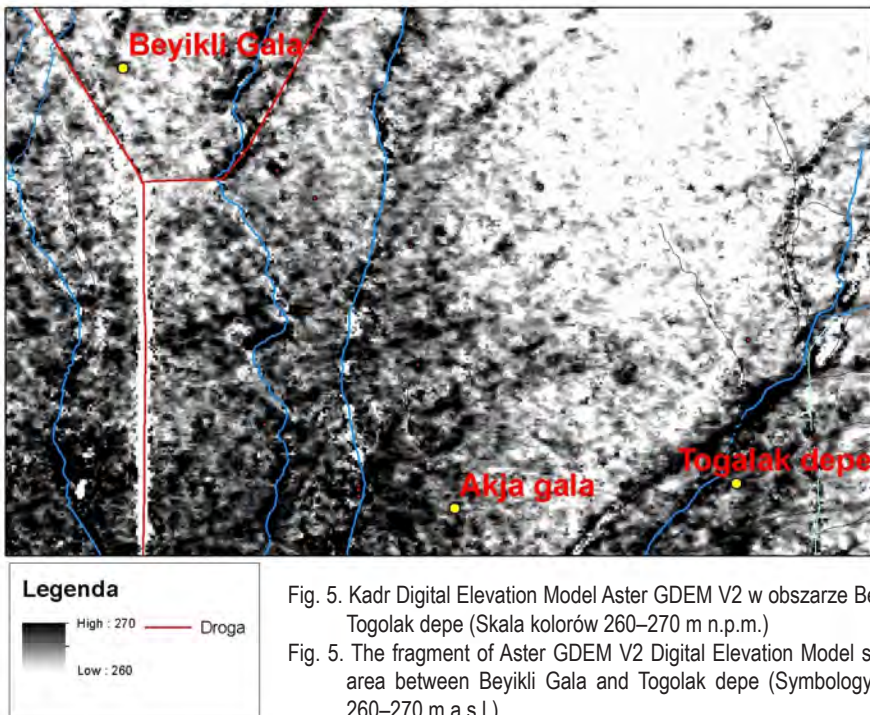 Beyikli Gala
Togalak depe
Akja gala
Legenda
High : 270
Droga
Low : 260
Fig. 5. Kadr Digital Elevation Model Aster GDEM V2 w obszarze
Togolak depe (Skala kolorów 260–270 m n.p.m.)
Fig. 5. The fragment of Aster GDEM V2 Digital Elevation Model
area between Beyikli Gala and Togolak depe (Symbology
260–270 m a.s.l.)